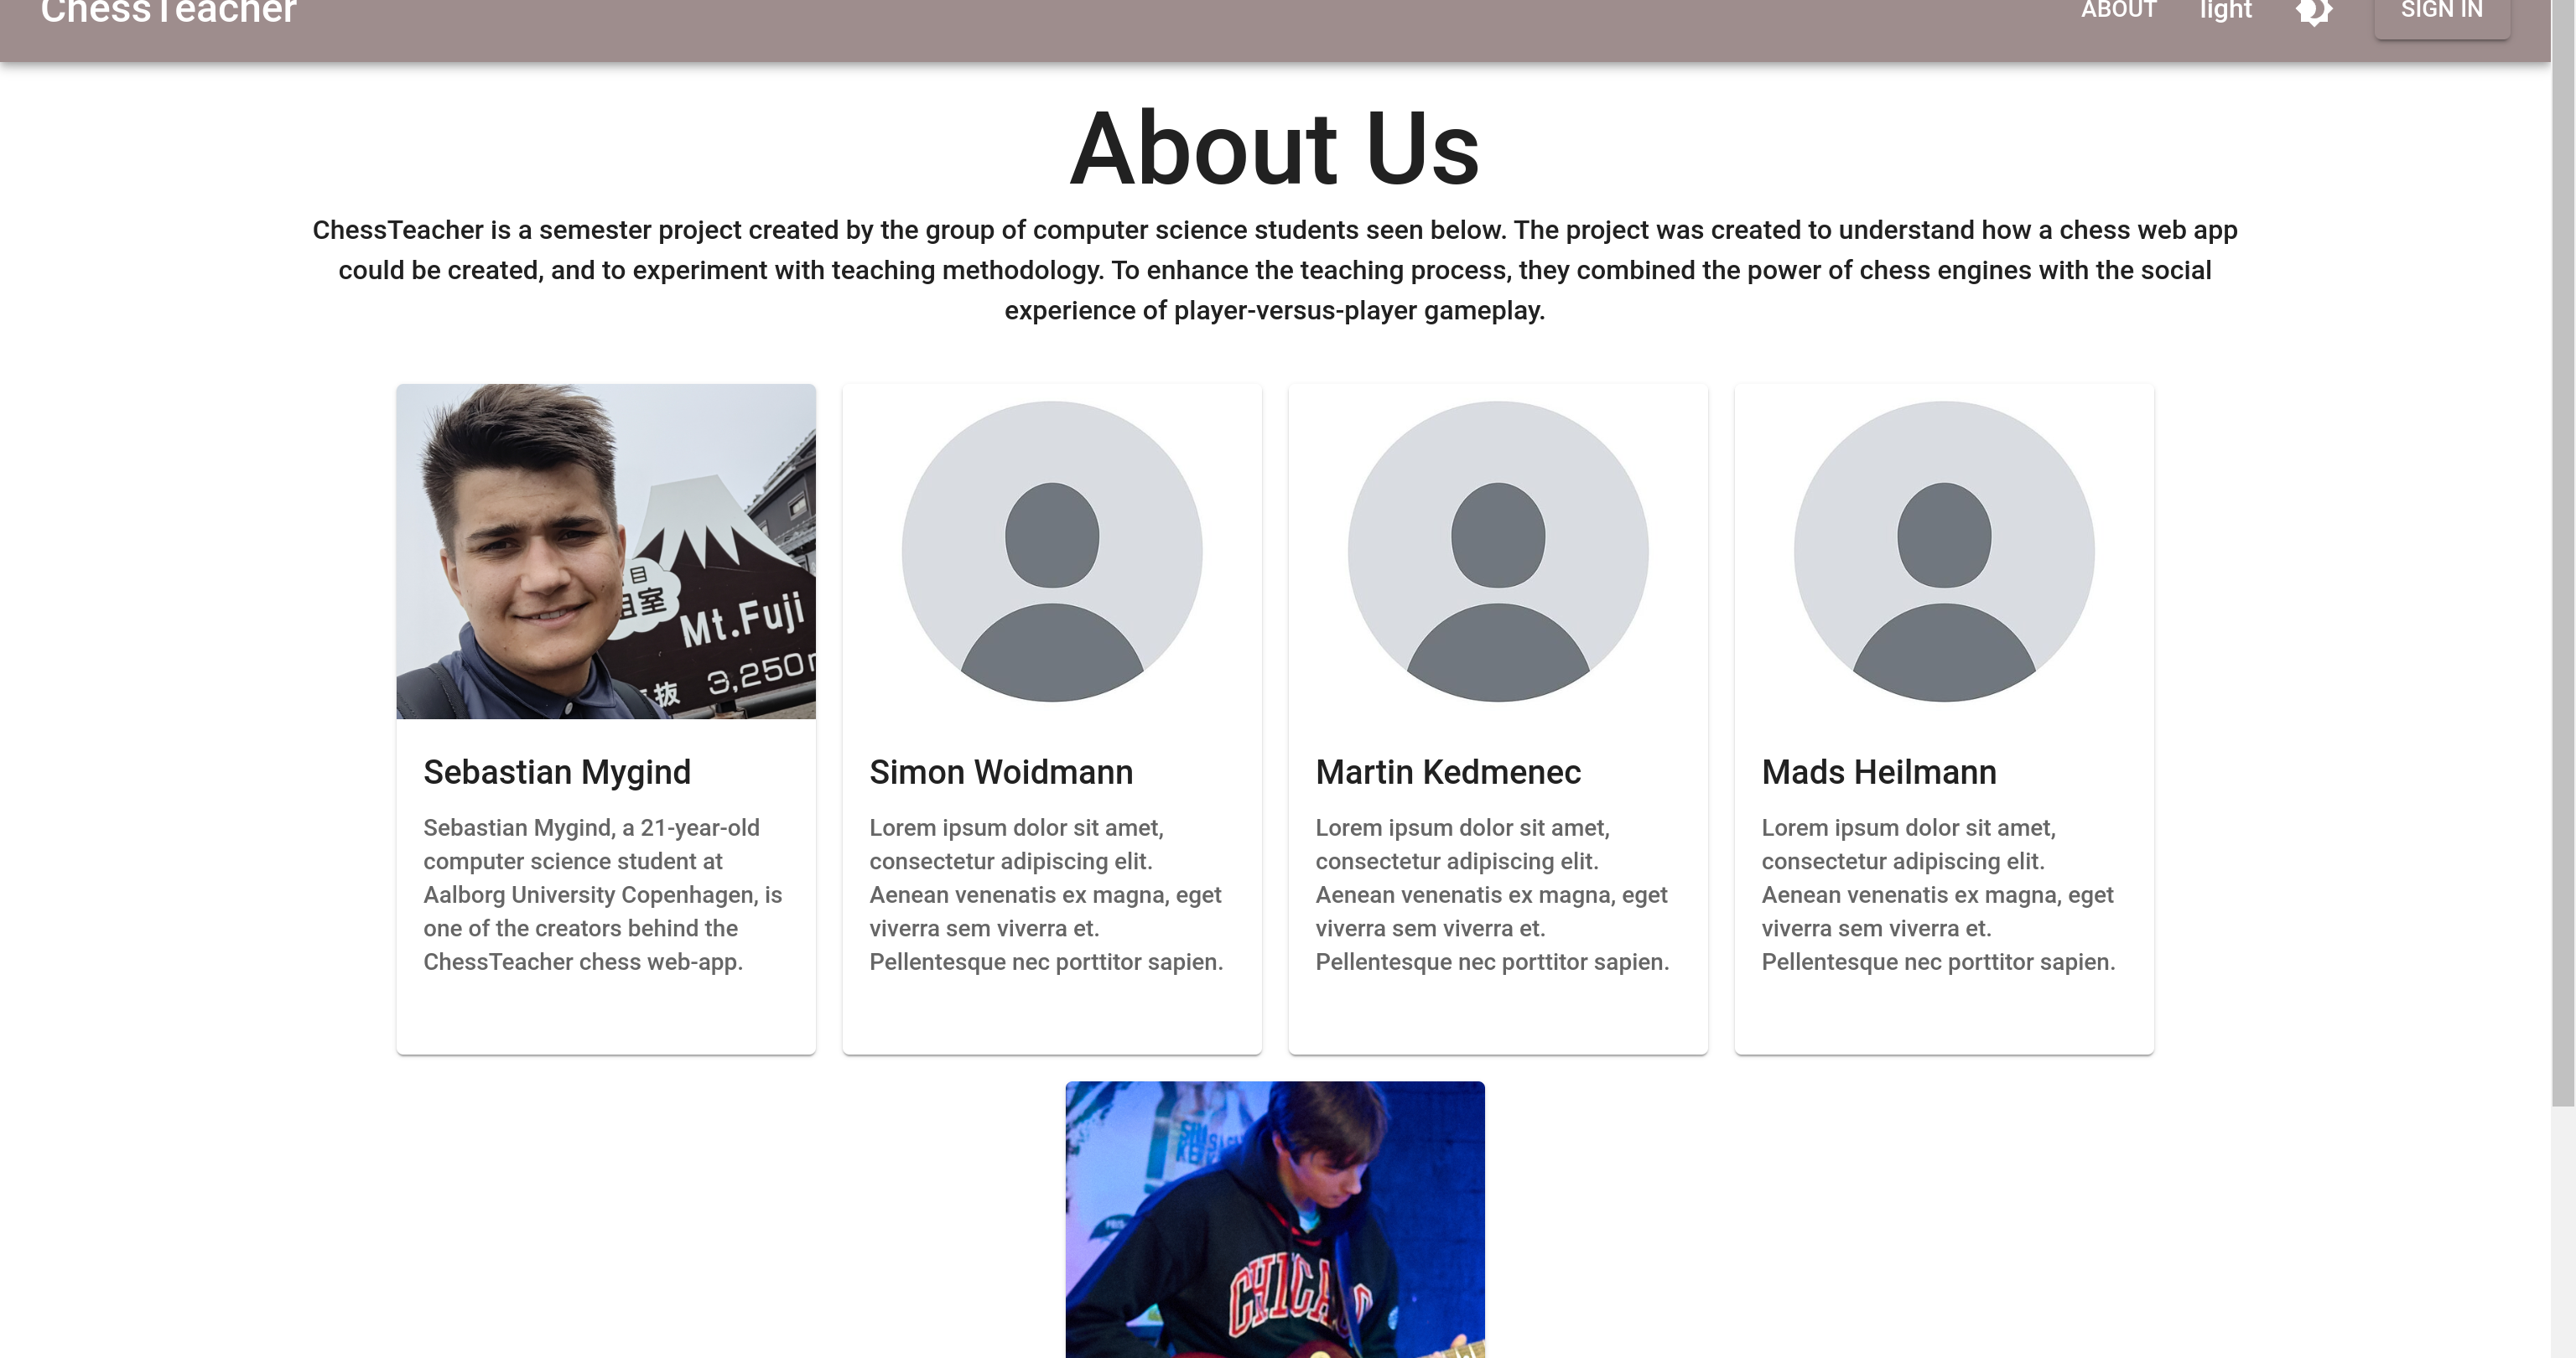 ChessTeacher
ABOUT
light
SIGN IN
About Us
ChessTeacher is a semester project created by the group of computer science students seen below. The project was created to understand how a chess web app
could be created, and to experiment with teaching methodology. To enhance the teaching process, they combined the power of chess engines with the social
experience of player-versus-player gameplay.
目
室
Mt.Fuji
抜 3,250
Sebastian Mygind
Sebastian Mygind, a 21-year-old
computer science student at
Aalborg University Copenhagen, is
one of the creators behind the
ChessTeacher chess web-app.
Simon Woidmann
Lorem ipsum dolor sit amet,
consectetur adipiscing elit.
Aenean venenatis ex magna, eget
viverra sem viverra et.
Pellentesque nec porttitor sapien.
Martin Kedmenec
Lorem ipsum dolor sit amet,
consectetur adipiscing elit.
Aenean venenatis ex magna, eget
viverra sem viverra et.
Pellentesque nec porttitor sapien.
Mads Heilmann
Lorem ipsum dolor sit amet,
consectetur adipiscing elit.
Aenean venenatis ex magna, eget
viverra sem viverra et.
Pellentesque nec porttitor sapien.
CHICAGO